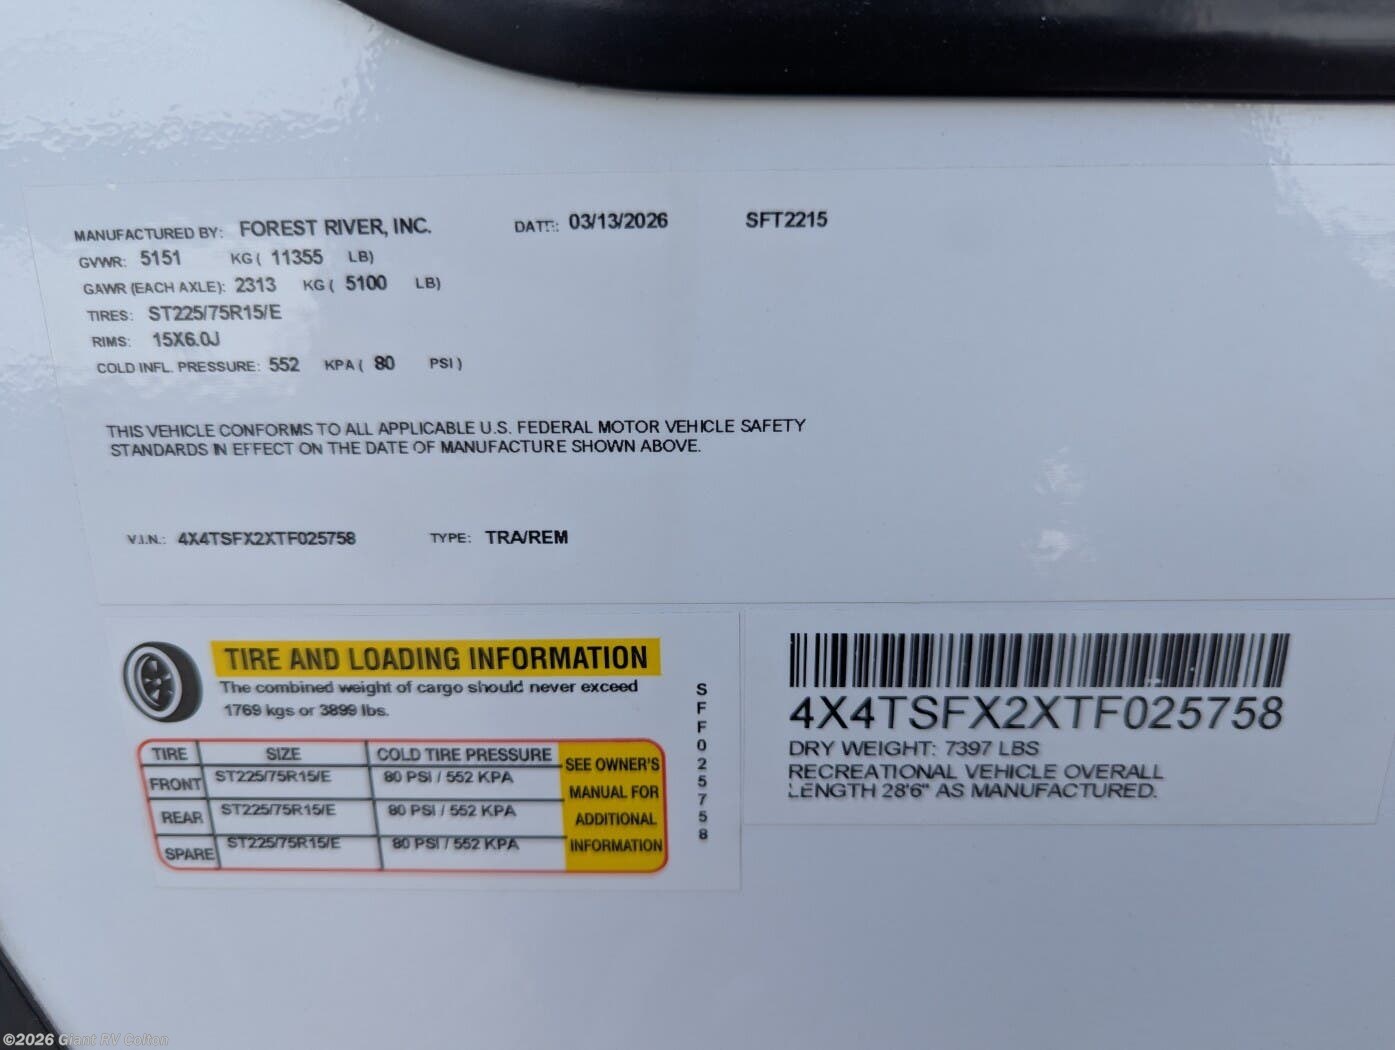 MANUFACTURED BY: FOREST RIVER, INC. DATE: 03/13/2026 SFT2215
GVWR: 5151 KG ( 11355 LB)
GAWR (EACH AXLE): 2313 KG ( 5100 LB)
TIRES: ST225/75R15/E
RIMS: 15X6.0J
COLD INFL. PRESSURE: 552 KPA ( 80 PSI )
THIS VEHICLE CONFORMS TO ALL APPLICABLE U.S. FEDERAL MOTOR VEHICLE SAFETY
STANDARDS IN EFFECT ON THE DATE OF MANUFACTURE SHOWN ABOVE.
V.I.N.: 4X4TSFX2XTF025758 TYPE: TRA/REM
TIRE AND LOADING INFORMATION
The combined weight of cargo should never exceed
1769 kgs or 3899 lbs.
TIRE SIZE COLD TIRE PRESSURE
FRONT ST225/75R15/E 80 PSI / 552 KPA
REAR ST225/75R15/E 80 PSI / 552 KPA
SPARE ST225/75R15/E 80 PSI / 552 KPA
SEE OWNER'S
MANUAL FOR
ADDITIONAL
INFORMATION
SFF025758
4X4TSFX2XTF025758
DRY WEIGHT: 7397 LBS
RECREATIONAL VEHICLE OVERALL
LENGTH 28'6" AS MANUFACTURED.
©2026 Giant RV Colton